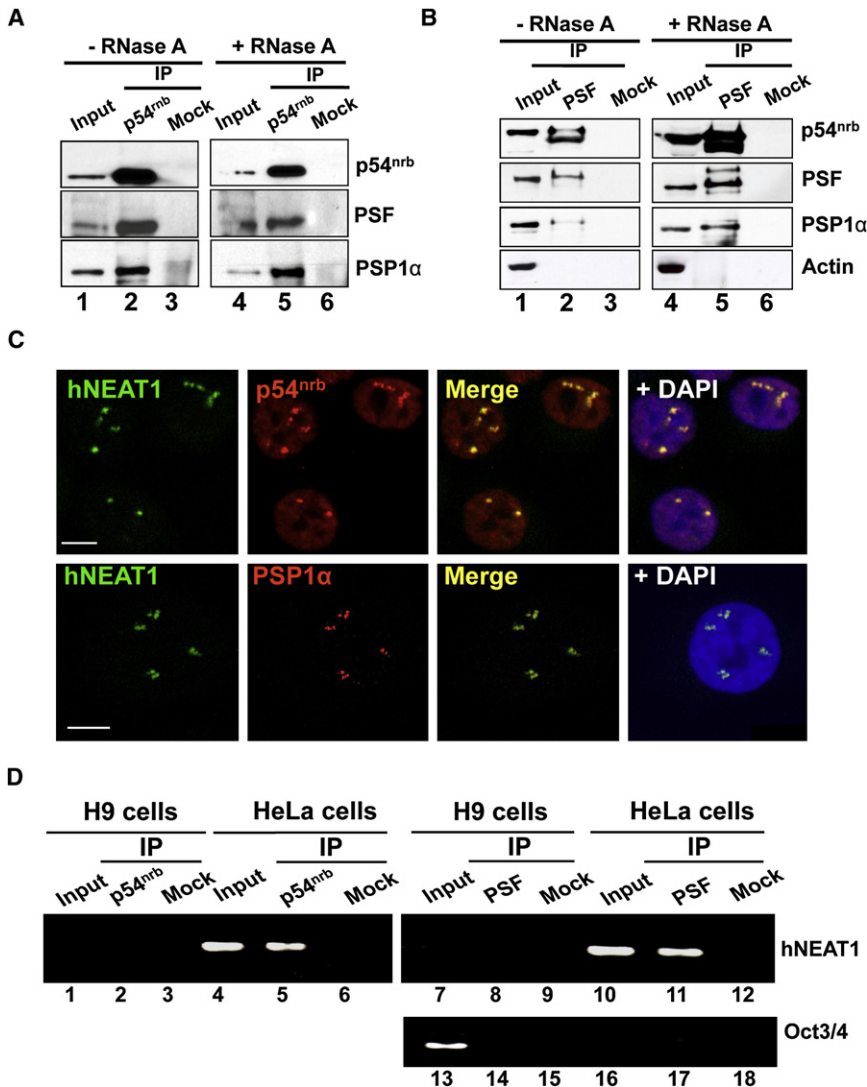 A
- RNase A + RNase A
IP IP
Input p54ʳⁿᵇ Mock Input p54ʳⁿᵇ Mock
p54ⁿʳᵇ
PSF
PSP1α
1 2 3 4 5 6
B
- RNase A + RNase A
IP IP
Input PSF Mock Input PSF Mock
p54ⁿʳᵇ
PSF
PSP1α
Actin
1 2 3 4 5 6
C
hNEAT1 p54ⁿʳᵇ Merge + DAPI
hNEAT1 PSP1α Merge + DAPI
D
H9 cells HeLa cells H9 cells HeLa cells
IP IP IP IP
Input p54ⁿʳᵇ Mock Input p54ⁿʳᵇ Mock Input PSF Mock Input PSF Mock
hNEAT1
1 2 3 4 5 6 7 8 9 10 11 12
Oct3/4
13 14 15 16 17 18